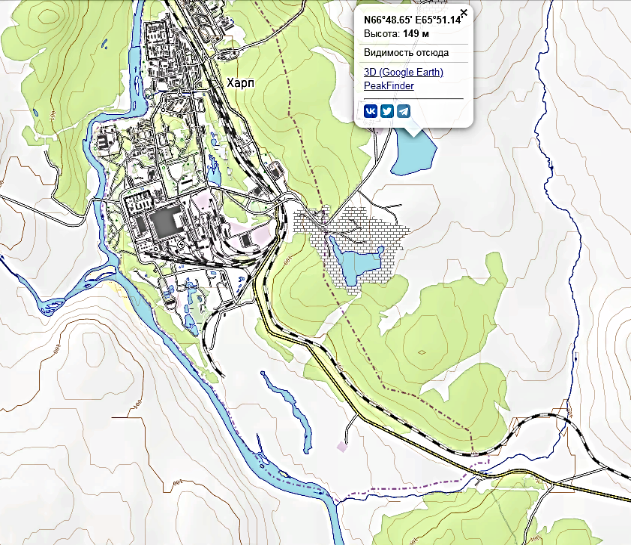 N66°48.65' E65°51.14'
Высота: 149 м
Видимость отсюда
3D (Google Earth)
PeakFinder
Харп